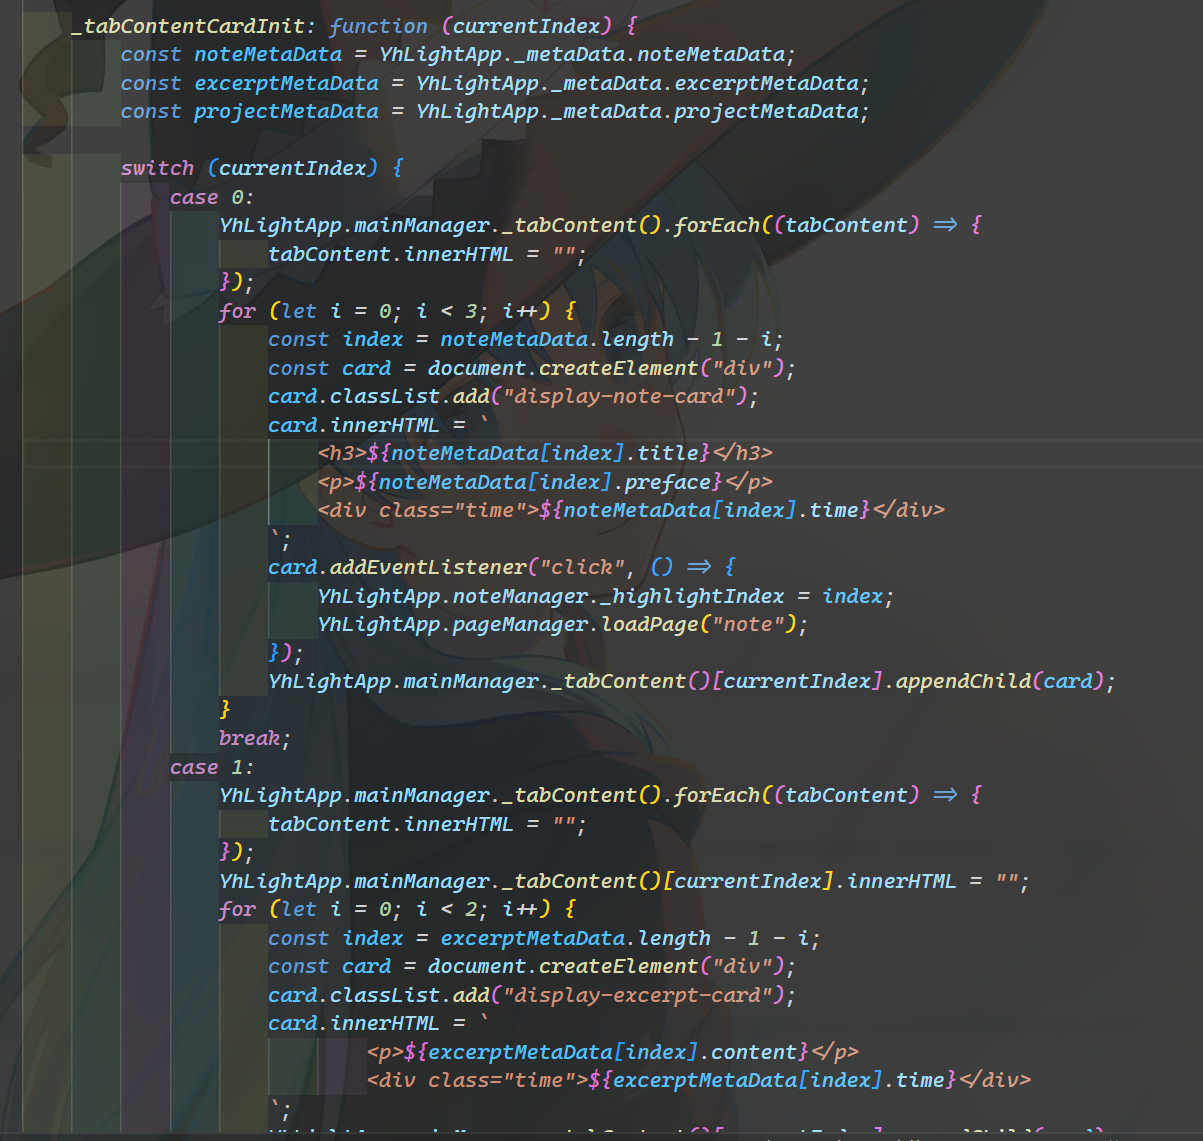 _tabContentCardInit: function (currentIndex) {
const noteMetaData = YhLightApp._metaData.noteMetaData;
const excerptMetaData = YhLightApp._metaData.excerptMetaData;
const projectMetaData = YhLightApp._metaData.projectMetaData;
switch (currentIndex) {
case 0:
YhLightApp.mainManager._tabContent().forEach((tabContent) => {
tabContent.innerHTML = "";
});
for (let i = 0; i < 3; i++) {
const index = noteMetaData.length - 1 - i;
const card = document.createElement("div");
card.classList.add("display-note-card");
card.innerHTML = `
<h3>${noteMetaData[index].title}</h3>
<p>${noteMetaData[index].preface}</p>
<div class="time">${noteMetaData[index].time}</div>
`;
card.addEventListener("click", () => {
YhLightApp.noteManager._highlightIndex = index;
YhLightApp.pageManager.loadPage("note");
});
YhLightApp.mainManager._tabContent()[currentIndex].appendChild(card);
}
break;
case 1:
YhLightApp.mainManager._tabContent().forEach((tabContent) => {
tabContent.innerHTML = "";
});
YhLightApp.mainManager._tabContent()[currentIndex].innerHTML = "";
for (let i = 0; i < 2; i++) {
const index = excerptMetaData.length - 1 - i;
const card = document.createElement("div");
card.classList.add("display-excerpt-card");
card.innerHTML = `
<p>${excerptMetaData[index].content}</p>
<div class="time">${excerptMetaData[index].time}</div>
`;